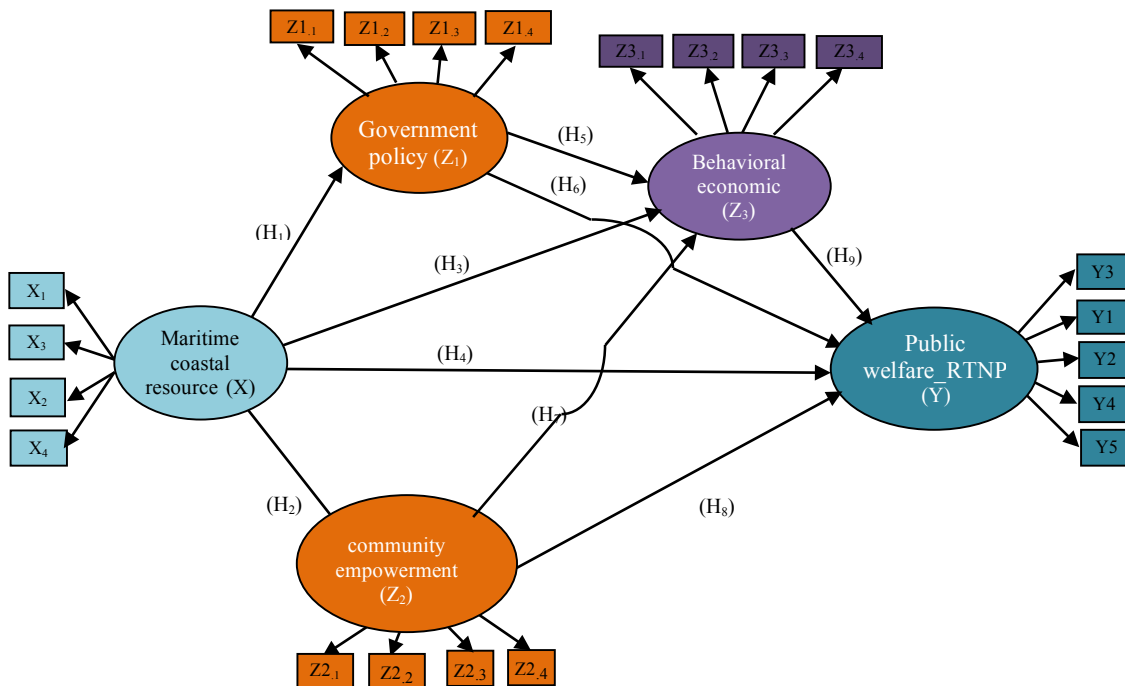 Z1.1
Z1.2
Z1.3
Z1.4
Z3.1
Z3.2
Z3.3
Z3.4
Government
policy (Z1)
(H5)
Behavioral
economic
(Z3)
(H6)
(H1)
(H3)
(H9)
X1
X3
X2
X4
Maritime
coastal
resource (X)
(H4)
Public
welfare_RTNP
(Y)
Y3
Y1
Y2
Y4
Y5
(H7)
(H2)
(H8)
community
empowerment
(Z2)
Z2.1
Z2.2
Z2.3
Z2.4